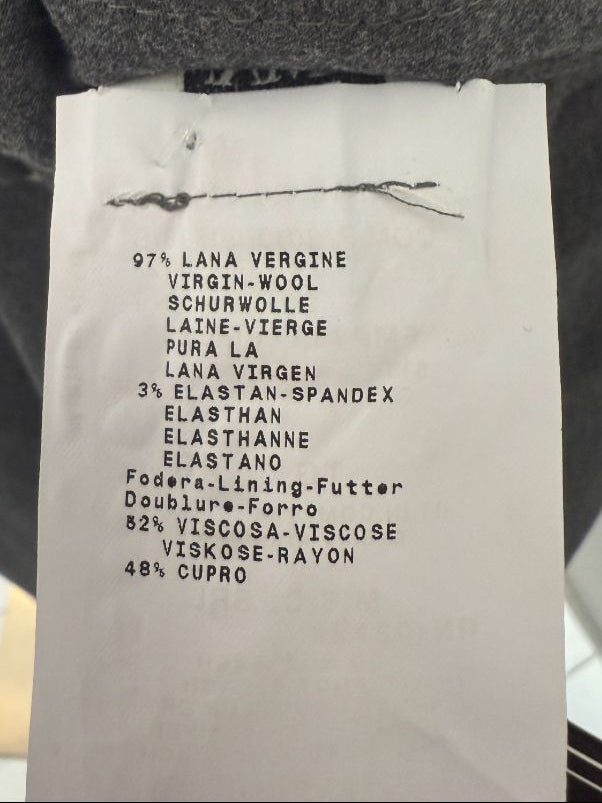 97% LANA VERGINE
VIRGIN-WOOL
SCHURWOLLE
LAINE-VIERGE
PURA LA
LANA VIRGEN
3% ELASTAN-SPANDEX
ELASTHAN
ELASTHANNE
ELASTANO
Fodera-Lining-Futter
Doublure-Forro
52% VISCOSA-VISCOSE
VISKOSE-RAYON
48% CUPRO